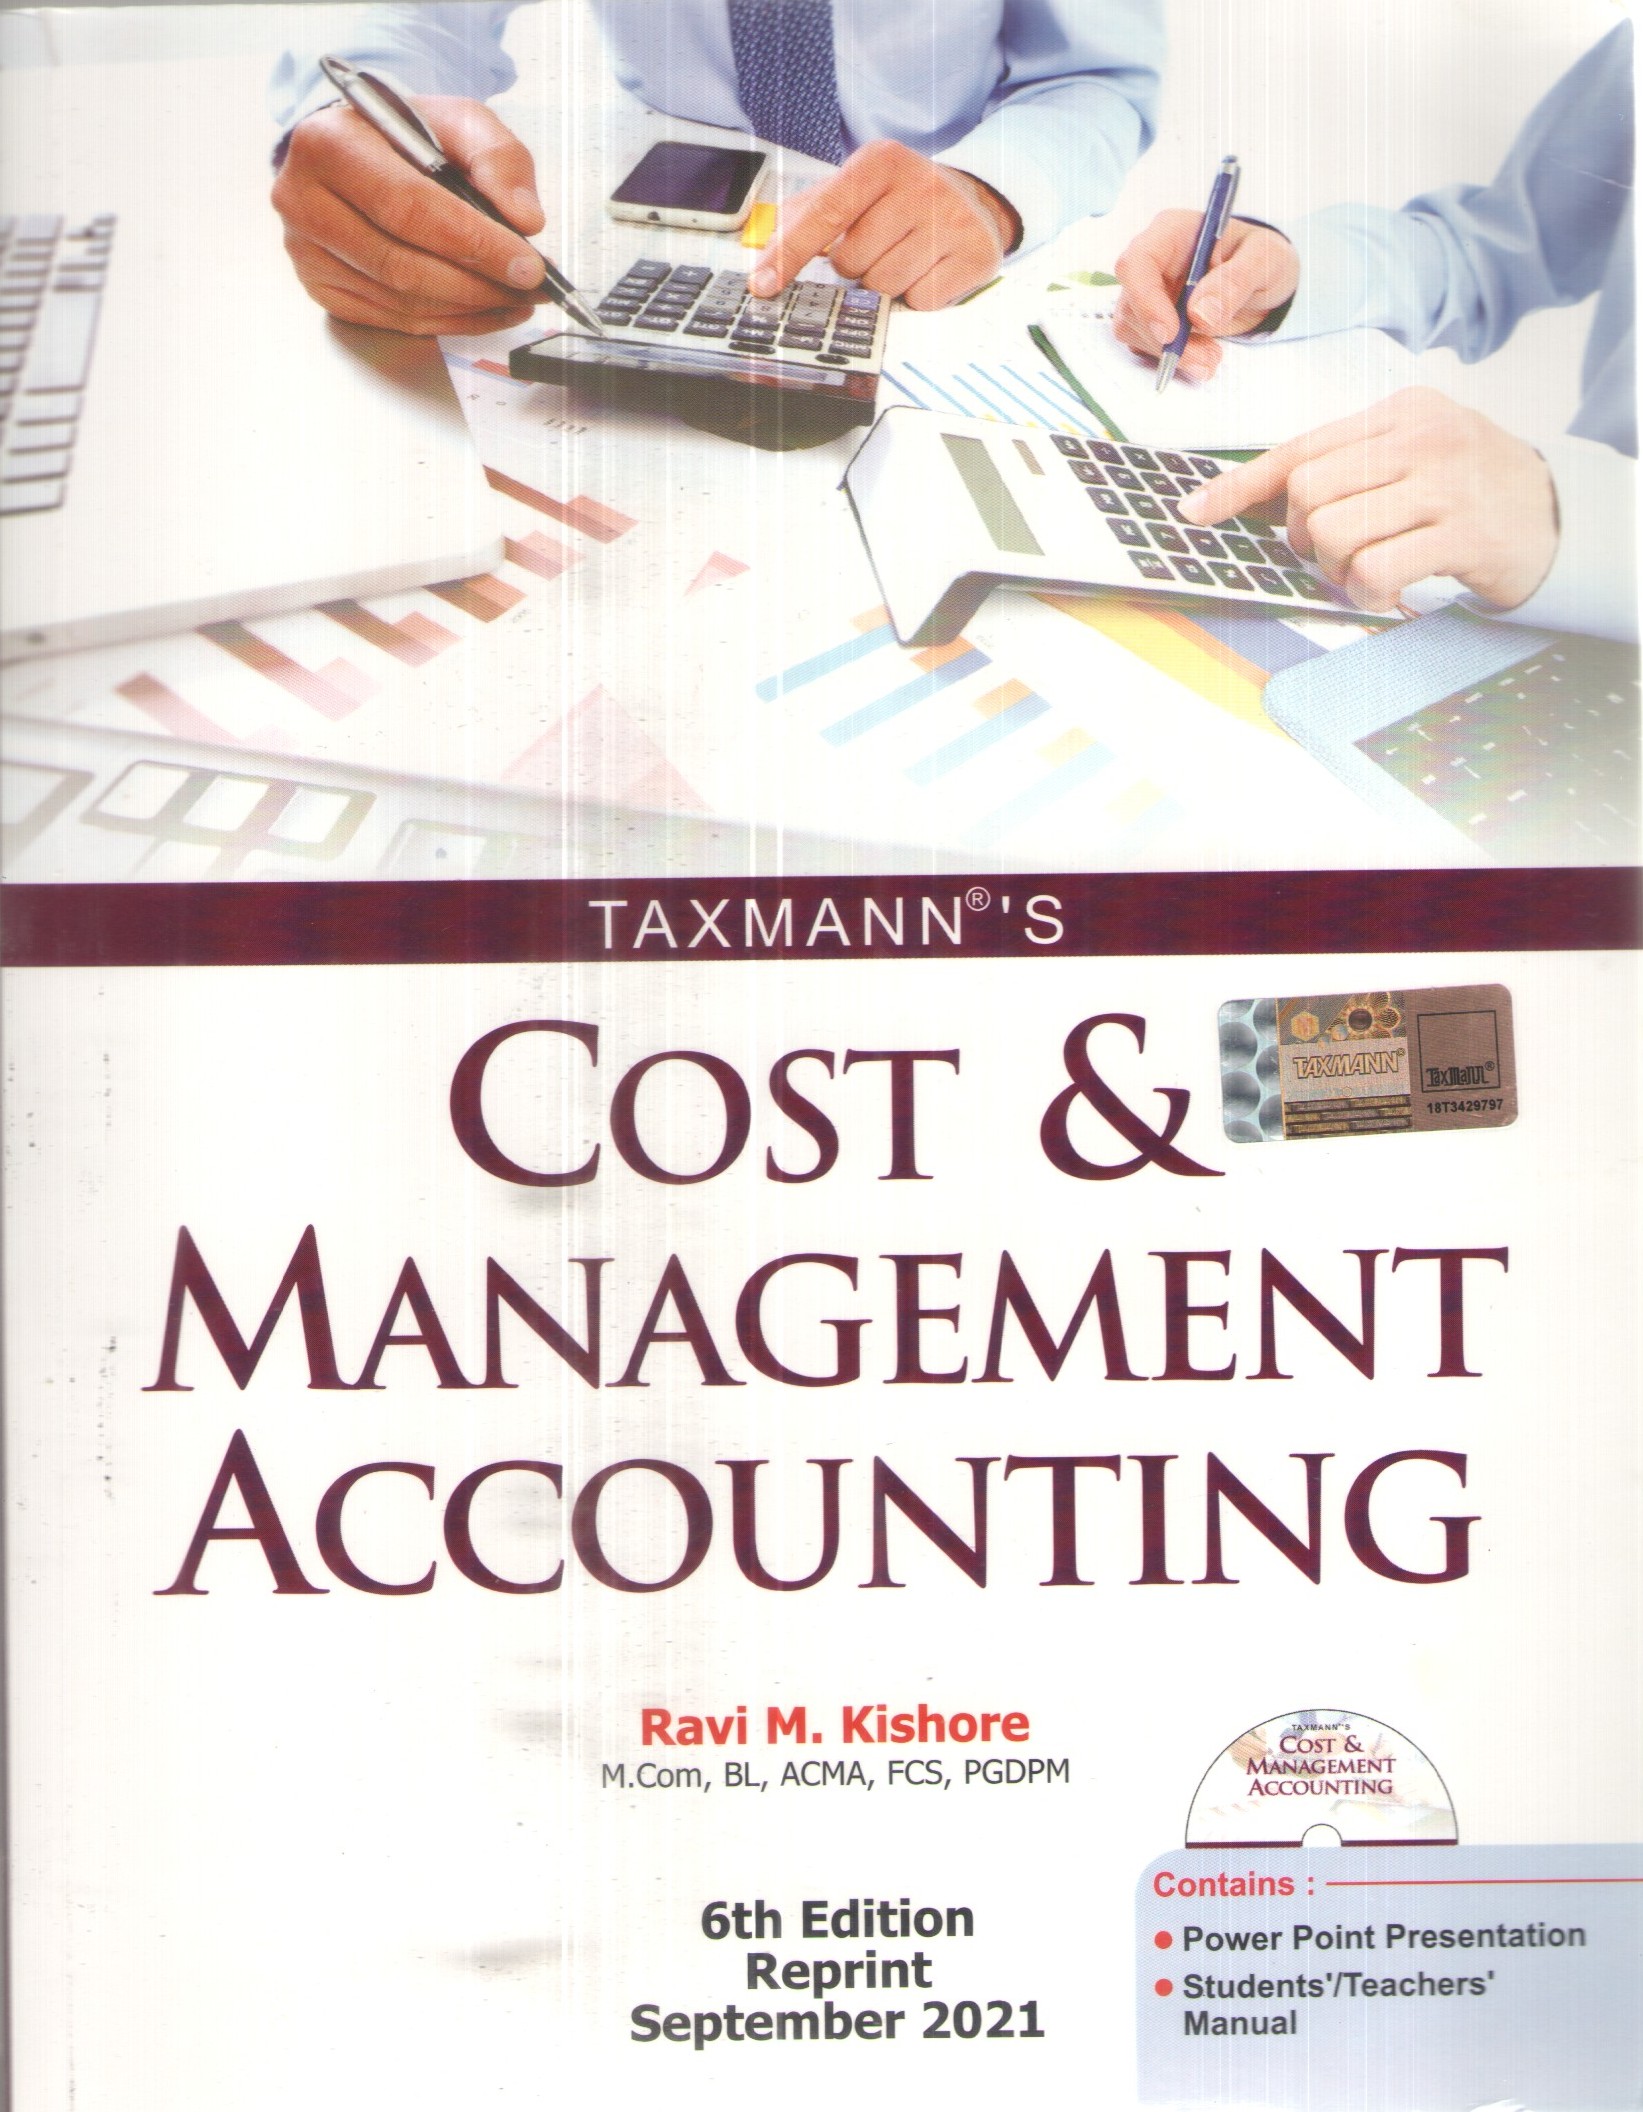 TAXMANN®'S
COST &
TAXMANN®
TaxMann®
18T3429797
MANAGEMENT
ACCOUNTING
Ravi M. Kishore
M.Com, BL, ACMA, FCS, PGDPM
TAXMANN®'S
COST &
MANAGEMENT
ACCOUNTING
6th Edition
Reprint
September 2021
Contains :
Power Point Presentation
Students'/Teachers'
Manual